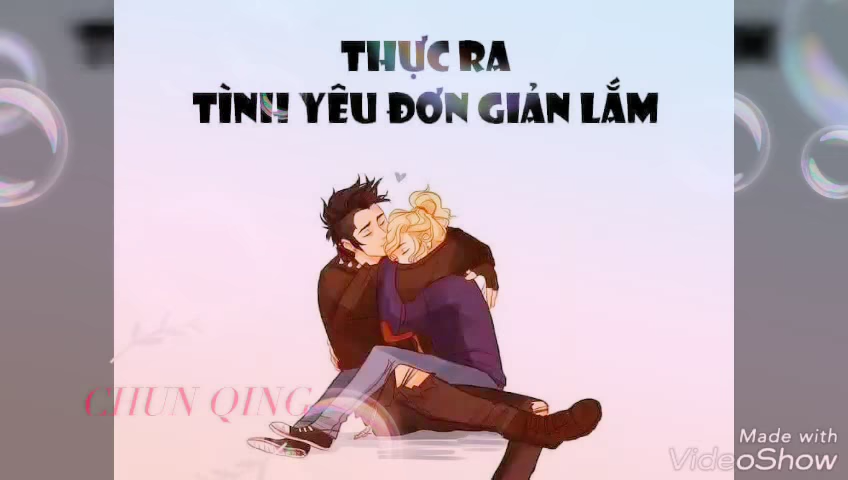 THỰC RA
TÌNH YÊU ĐƠN GIẢN LẮM
CHUN QING
Made with
VideoShow